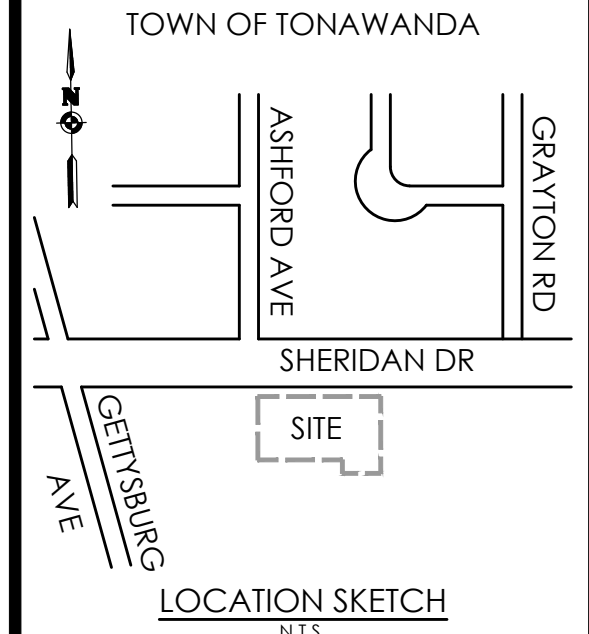 TOWN OF TONAWANDA
N
ASHFORD AVE
GRAYTON RD
SHERIDAN DR
SITE
GETTYSBURG
AVE
LOCATION SKETCH
N.T.S.